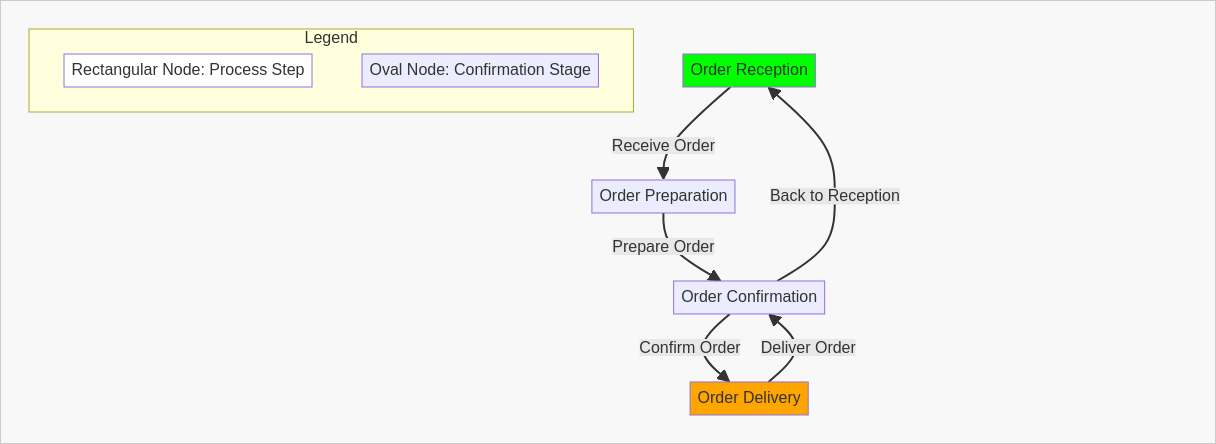 Legend
Rectangular Node: Process Step
Oval Node: Confirmation Stage
Order Reception
Receive Order
Order Preparation
Back to Reception
Prepare Order
Order Confirmation
Confirm Order
Deliver Order
Order Delivery